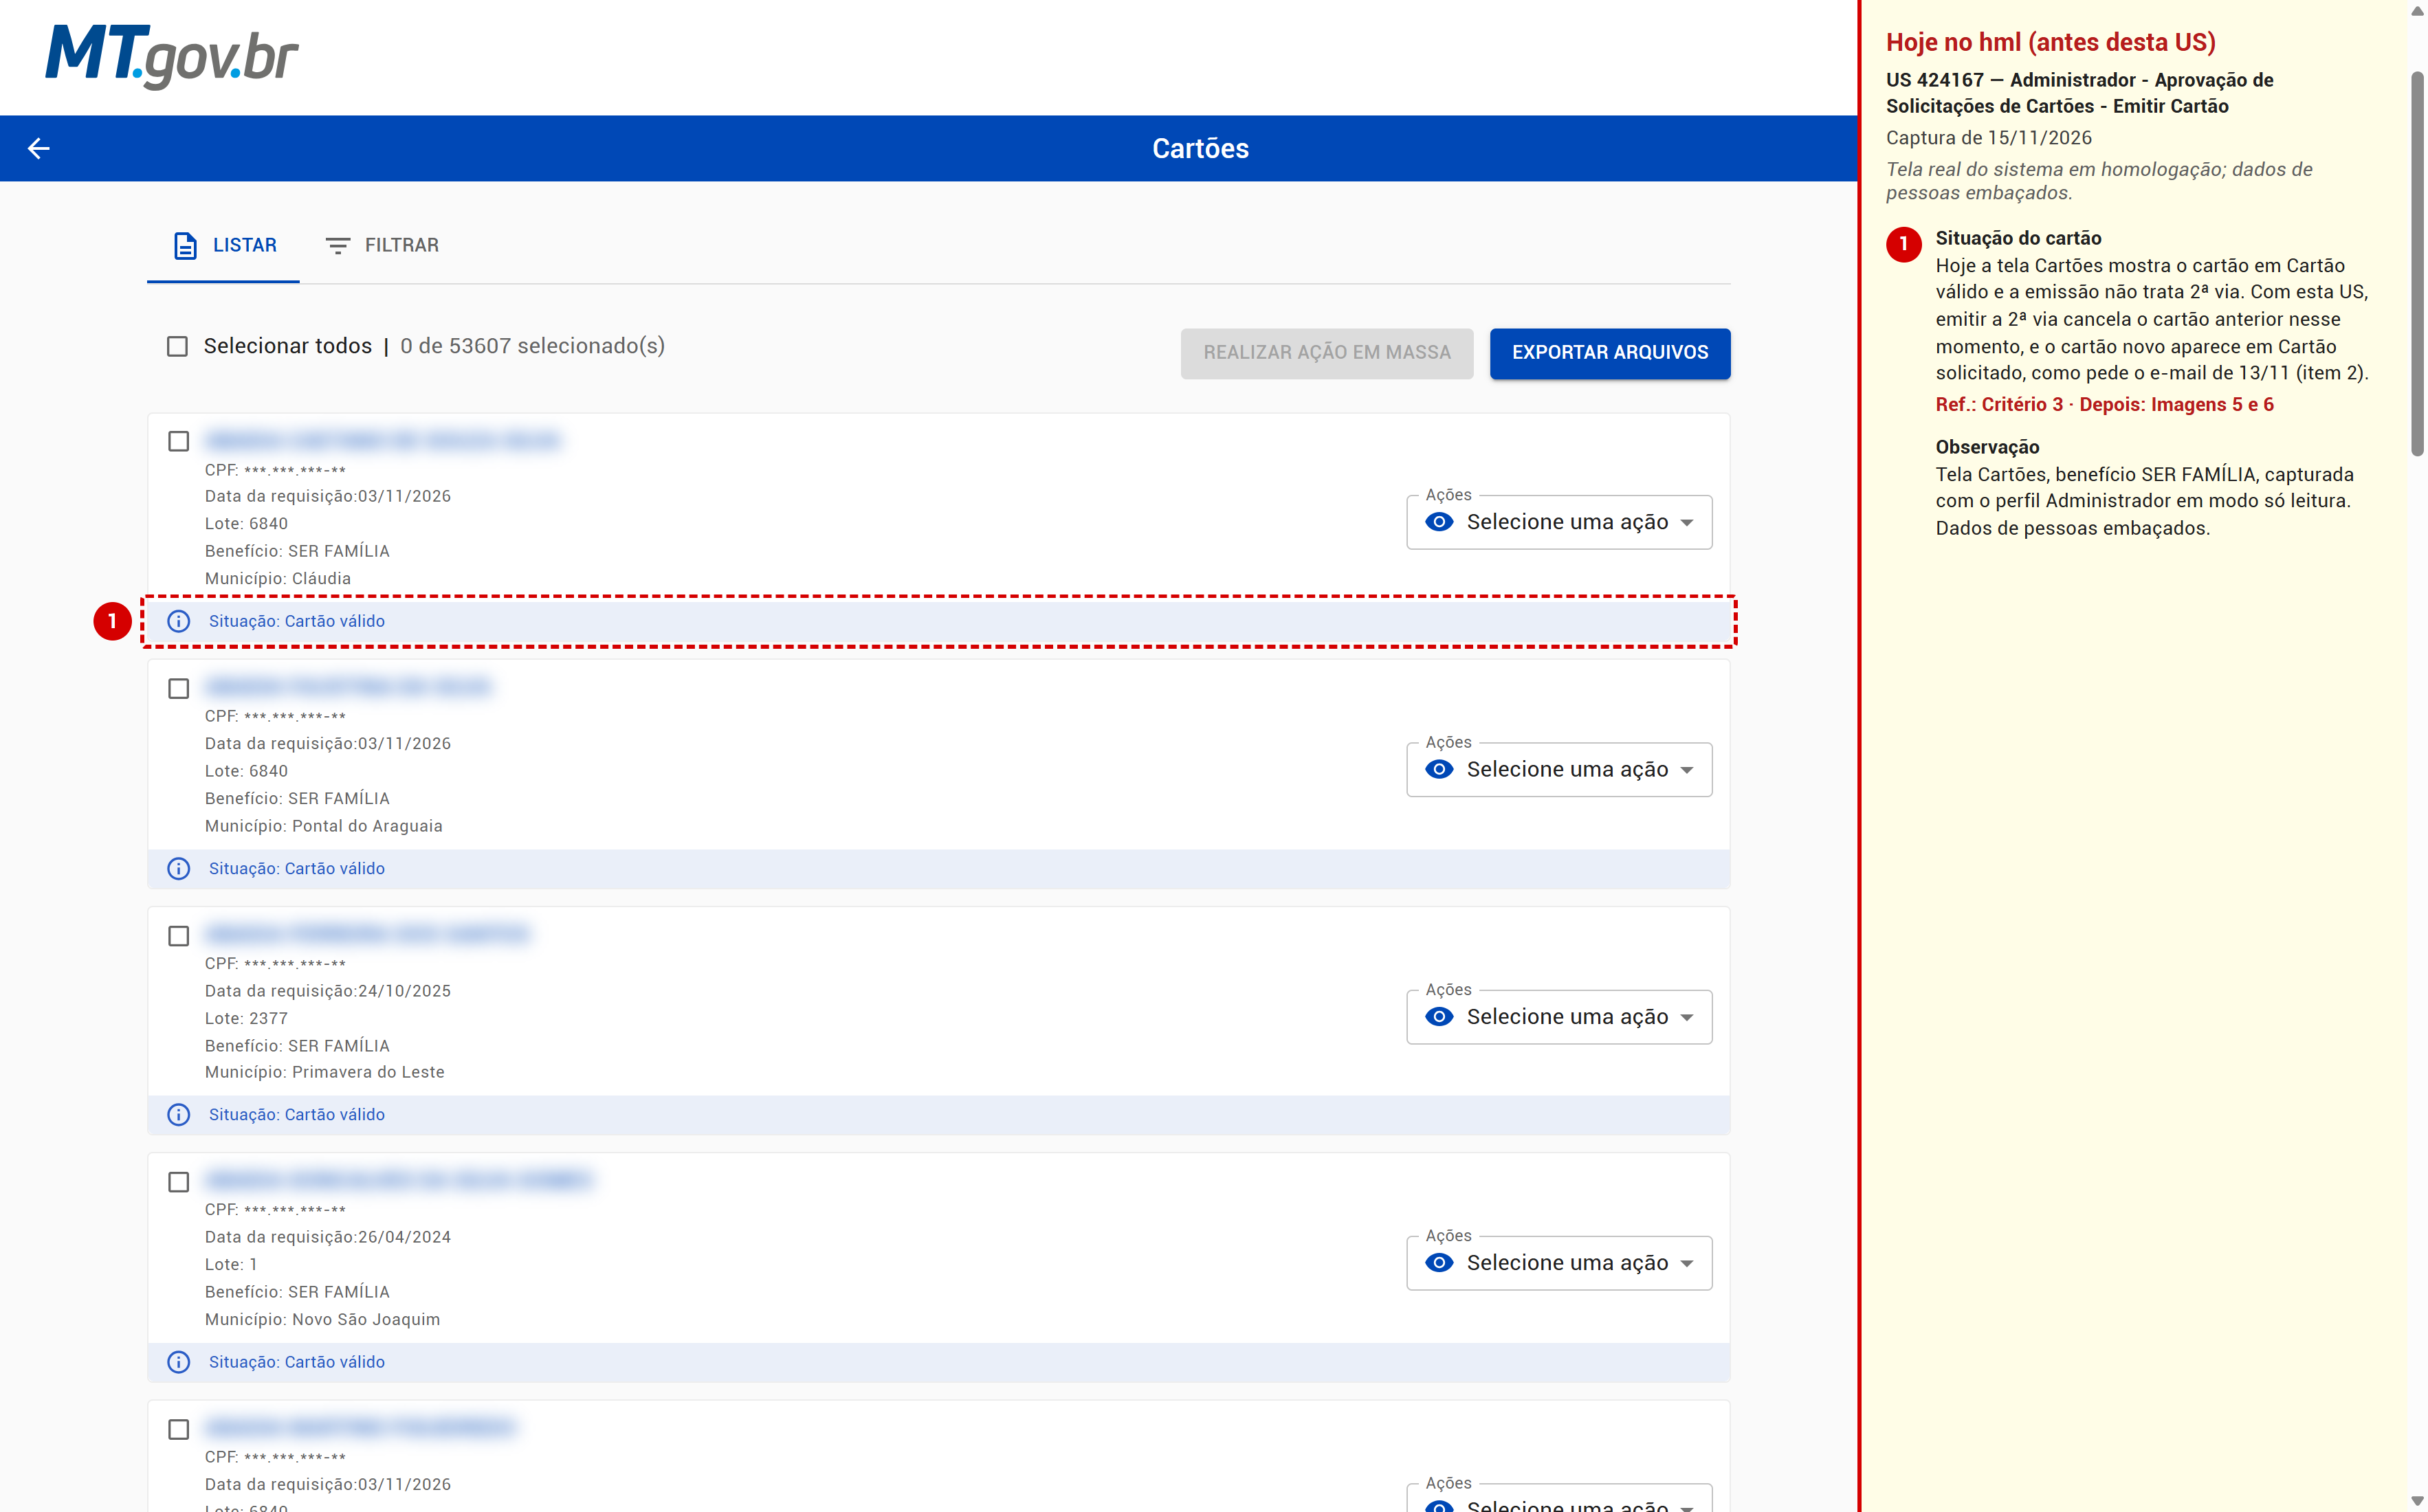 MT.gov.br
Cartões
LISTAR
FILTRAR
Selecionar todos | 0 de 53607 selecionado(s)
REALIZAR AÇÃO EM MASSA
EXPORTAR ARQUIVOS
CPF: ***.***.***-**
Data da requisição:03/11/2026
Lote: 6840
Benefício: SER FAMÍLIA
Município: Cláudia
Ações
Selecione uma ação
1
Situação: Cartão válido
CPF: ***.***.***-**
Data da requisição:03/11/2026
Lote: 6840
Benefício: SER FAMÍLIA
Município: Pontal do Araguaia
Ações
Selecione uma ação
Situação: Cartão válido
CPF: ***.***.***-**
Data da requisição:24/10/2025
Lote: 2377
Benefício: SER FAMÍLIA
Município: Primavera do Leste
Ações
Selecione uma ação
Situação: Cartão válido
CPF: ***.***.***-**
Data da requisição:26/04/2024
Lote: 1
Benefício: SER FAMÍLIA
Município: Novo São Joaquim
Ações
Selecione uma ação
Situação: Cartão válido
CPF: ***.***.***-**
Data da requisição:03/11/2026
Lote: 6840
Ações
Selecione uma ação
Hoje no hml (antes desta US)
US 424167 — Administrador - Aprovação de
Solicitações de Cartões - Emitir Cartão
Captura de 15/11/2026
Tela real do sistema em homologação; dados de
pessoas embaçados.
1
Situação do cartão
Hoje a tela Cartões mostra o cartão em Cartão
válido e a emissão não trata 2ª via. Com esta US,
emitir a 2ª via cancela o cartão anterior nesse
momento, e o cartão novo aparece em Cartão
solicitado, como pede o e-mail de 13/11 (item 2).
Ref.: Critério 3 · Depois: Imagens 5 e 6
Observação
Tela Cartões, benefício SER FAMÍLIA, capturada
com o perfil Administrador em modo só leitura.
Dados de pessoas embaçados.